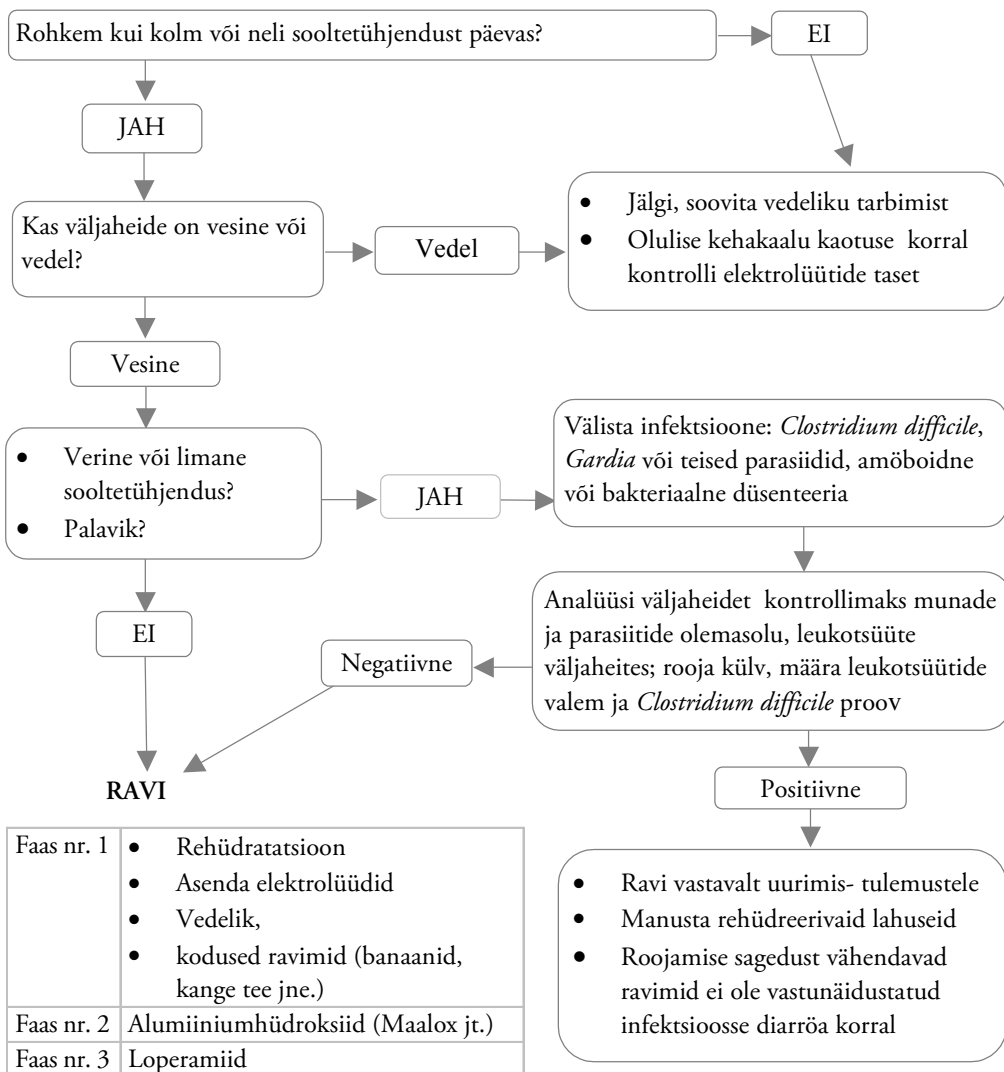 Rohkem kui kolm või neli sooltetühjendust päevas?
EI
JAH
Kas väljaheide on vesine või
vedel?
Vedel
• Jälgi, soovita vedeliku tarbimist
• Olulise kehakaalu kaotuse korral
kontrolli elektrolüütide taset
Vesine
• Verine või limane
sooltetühjendus?
• Palavik?
JAH
Välista infektsioone: Clostridium difficile,
Gardia või teised parasiidid, amöboidne
või bakteriaalne düsenteeria
EI
Analüüsi väljaheidet kontrollimaks munade
ja parasiitide olemasolu, leukotsüüte
väljaheites; rooja külv, määra leukotsüütide
valem ja Clostridium difficile proov
Negatiivne
Positiivne
RAVI
Faas nr. 1
• Rehüdratatsioon
• Asenda elektrolüüdid
• Vedelik,
• kodused ravimid (banaanid,
kange tee jne.)
Faas nr. 2 Alumiiniumhüdroksiid (Maalox jt.)
Faas nr. 3 Loperamiid
• Ravi vastavalt uurimis- tulemustele
• Manusta rehüdreerivaid lahuseid
• Roojamise sagedust vähendavad
ravimid ei ole vastunäidustatud
infektsioosse diarröa korral